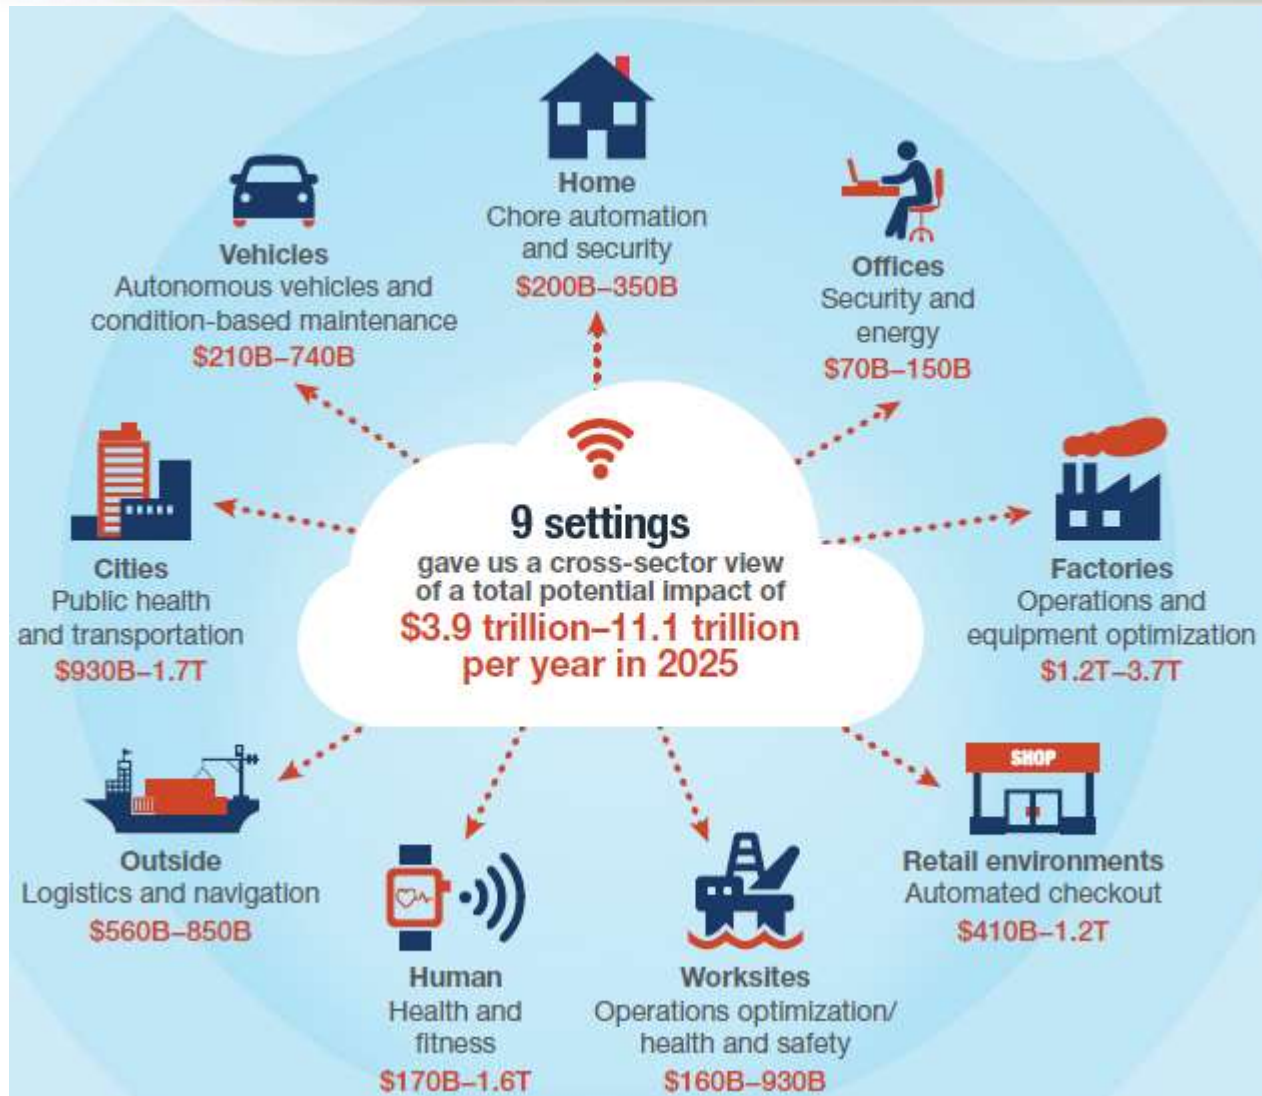 Home
Chore automation
and security
$200B–350B
Offices
Security and
energy
$70B–150B
Vehicles
Autonomous vehicles and
condition-based maintenance
$210B–740B
9 settings
gave us a cross-sector view
of a total potential impact of
$3.9 trillion–11.1 trillion
per year in 2025
Cities
Public health
and transportation
$930B–1.7T
Factories
Operations and
equipment optimization
$1.2T–3.7T
Outside
Logistics and navigation
$560B–850B
SHOP
Retail environments
Automated checkout
$410B–1.2T
Human
Health and
fitness
$170B–1.6T
Worksites
Operations optimization/
health and safety
$160B–930B